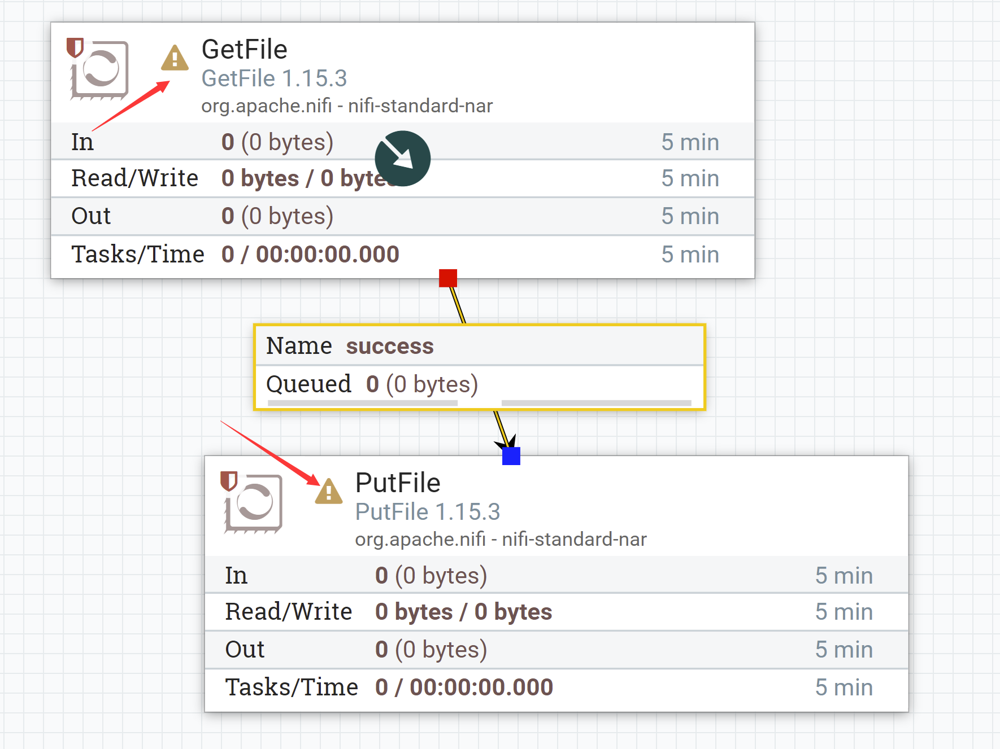 GetFile
GetFile 1.15.3
org.apache.nifi - nifi-standard-nar
In 0 (0 bytes) 5 min
Read/Write 0 bytes / 0 bytes 5 min
Out 0 (0 bytes) 5 min
Tasks/Time 0 / 00:00:00.000 5 min
Name success
Queued 0 (0 bytes)
PutFile
PutFile 1.15.3
org.apache.nifi - nifi-standard-nar
In 0 (0 bytes) 5 min
Read/Write 0 bytes / 0 bytes 5 min
Out 0 (0 bytes) 5 min
Tasks/Time 0 / 00:00:00.000 5 min